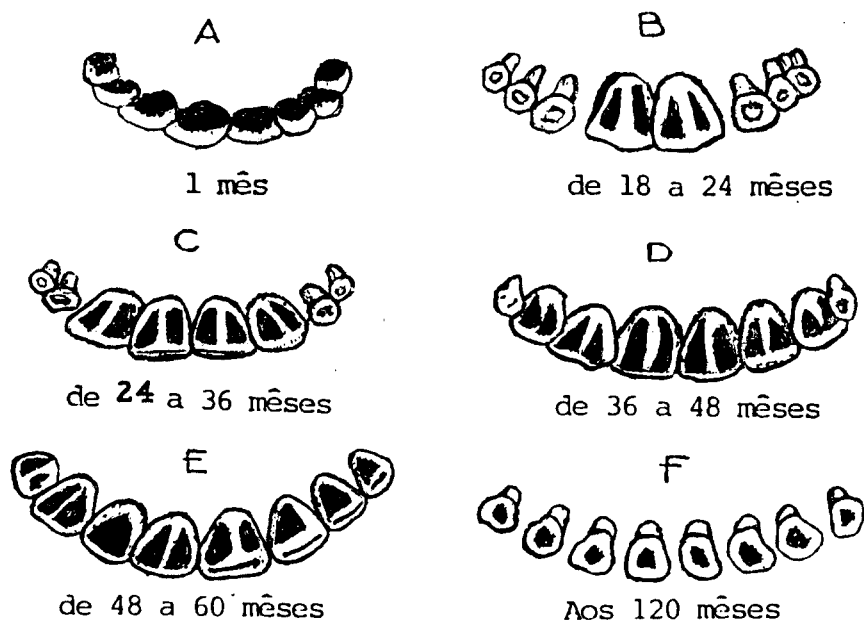 A
1 mês
B
de 18 a 24 mêses
C
de 24 a 36 mêses
D
de 36 a 48 mêses
E
de 48 a 60 mêses
F
Aos 120 mêses